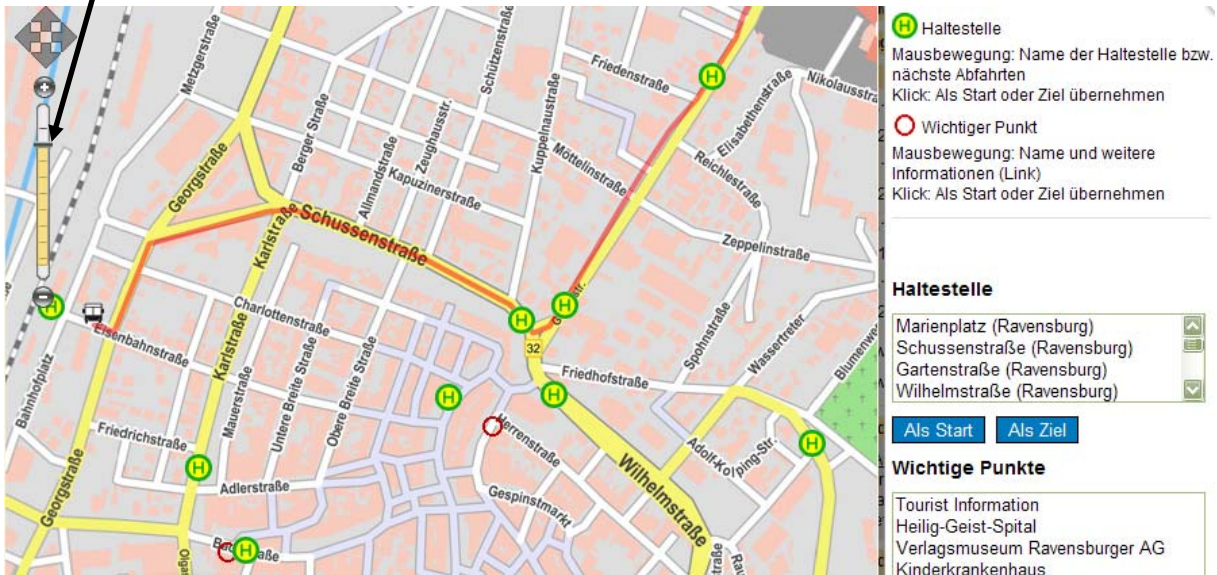 Metzgerstraße
Schützenstraße
Friedenstraße
Nikolausstra
Elisabethenstraße
Berger Straße
Zeughausstr.
Kuppelnaustraße
Allmandstraße
Möttelinstraße
Reichlestraße
Georgstraße
Kapuzinerstraße
Schussenstraße
Karlstraße
Zeppelinstraße
Charlottenstraße
Eisenbahnstraße
32
Spohnstraße
Wassertreter
Blumenwe
Bahnhofplatz
Karlstraße
Mauerstraße
Untere Breite Straße
Obere Breite Straße
Friedhofstraße
Friedrichstraße
Herrenstraße
Adolf-Kolping-Str.
Georgstraße
Adlerstraße
Wilhelmstraße
Gespinstmarkt
H Haltestelle
Mausbewegung: Name der Haltestelle bzw.
nächste Abfahrten
Klick: Als Start oder Ziel übernehmen
Wichtiger Punkt
Mausbewegung: Name und weitere
Informationen (Link)
Klick: Als Start oder Ziel übernehmen
Haltestelle
Marienplatz (Ravensburg)
Schussenstraße (Ravensburg)
Gartenstraße (Ravensburg)
Wilhelmstraße (Ravensburg)
Als Start Als Ziel
Wichtige Punkte
Tourist Information
Heilig-Geist-Spital
Verlagsmuseum Ravensburger AG
Kinderkrankenhaus